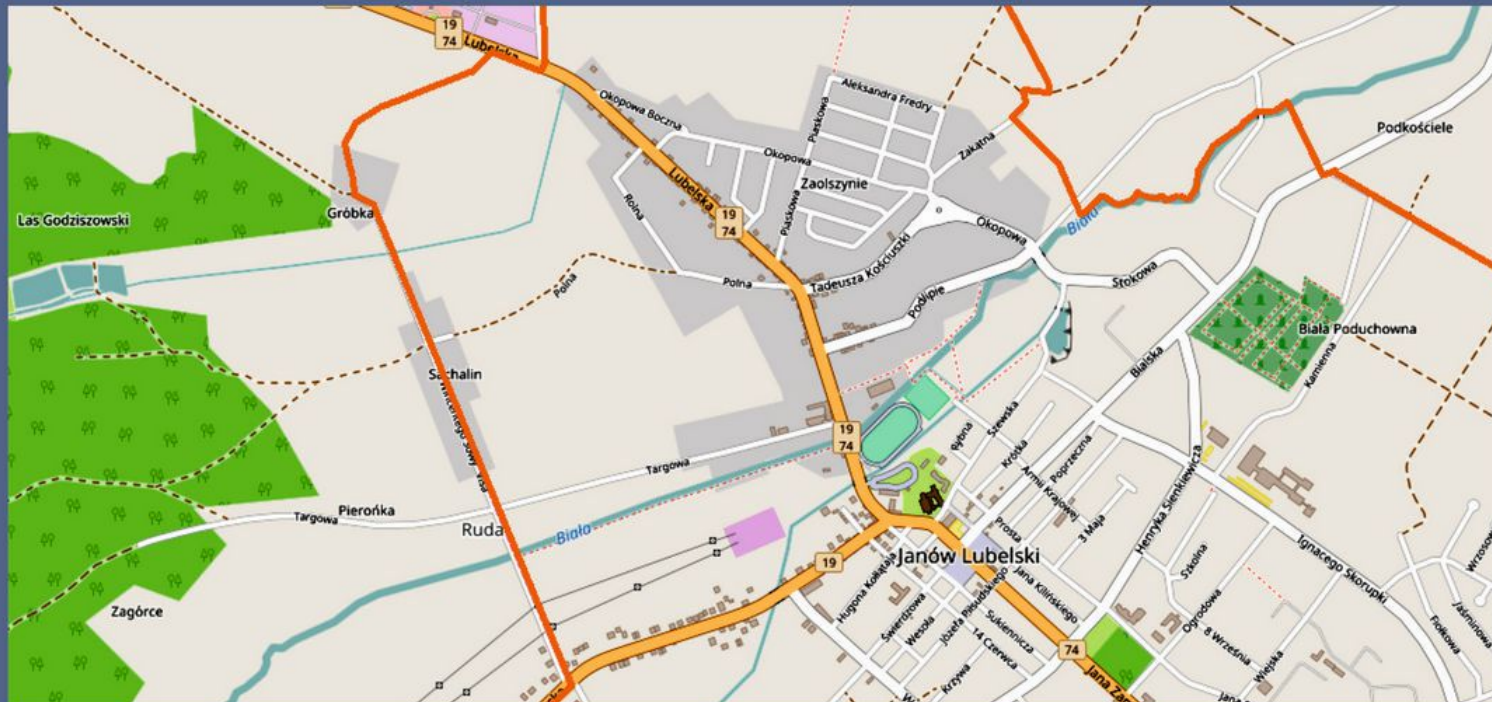 19
74
Lubelska
Okopowa Boczna
Aleksandra Fredry
Piaskowa
Zakątna
Podkościele
Okopowa
Zaolszynie
Lubelska
Rolna
Las Godziszowski
Gróbka
19
74
Piaskowa
Tadeusza Kościuszki
Okopowa
Biała
Polna
Polna
Stokowa
Podlipie
Biała Poduchowna
Bialska
Kamienna
Sachalin
19
74
Targowa
Rybna
Szewska
Krótka
Poprzeczna
Armii Krajowej
Henryka Sienkiewicza
3 Maja
Targowa
Pierońka
Ruda
Biała
Prosta
Janów Lubelski
Ignacego Skorupki
Szkolna
19
Jana Kilińskiego
Hugona Kołłątaja
Świerdzowa
Wesoła
Józefa Piłsudskiego
Sukiennicza
14 Czerwca
Krzywa
Ogrodowa
8 Września
Wiejska
Fiołkowa
Jaśminowa
Zagórce
74